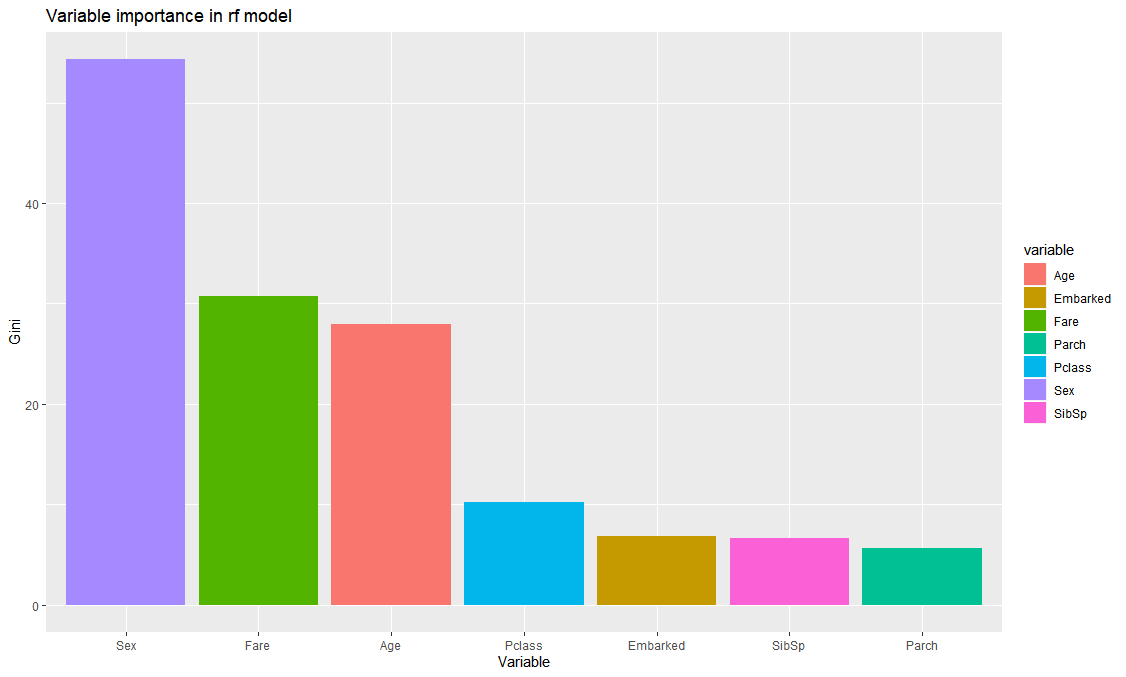 Variable importance in rf model
Gini
40
20
0
Sex Fare Age Pclass Embarked SibSp Parch
Variable
variable
Age
Embarked
Fare
Parch
Pclass
Sex
SibSp